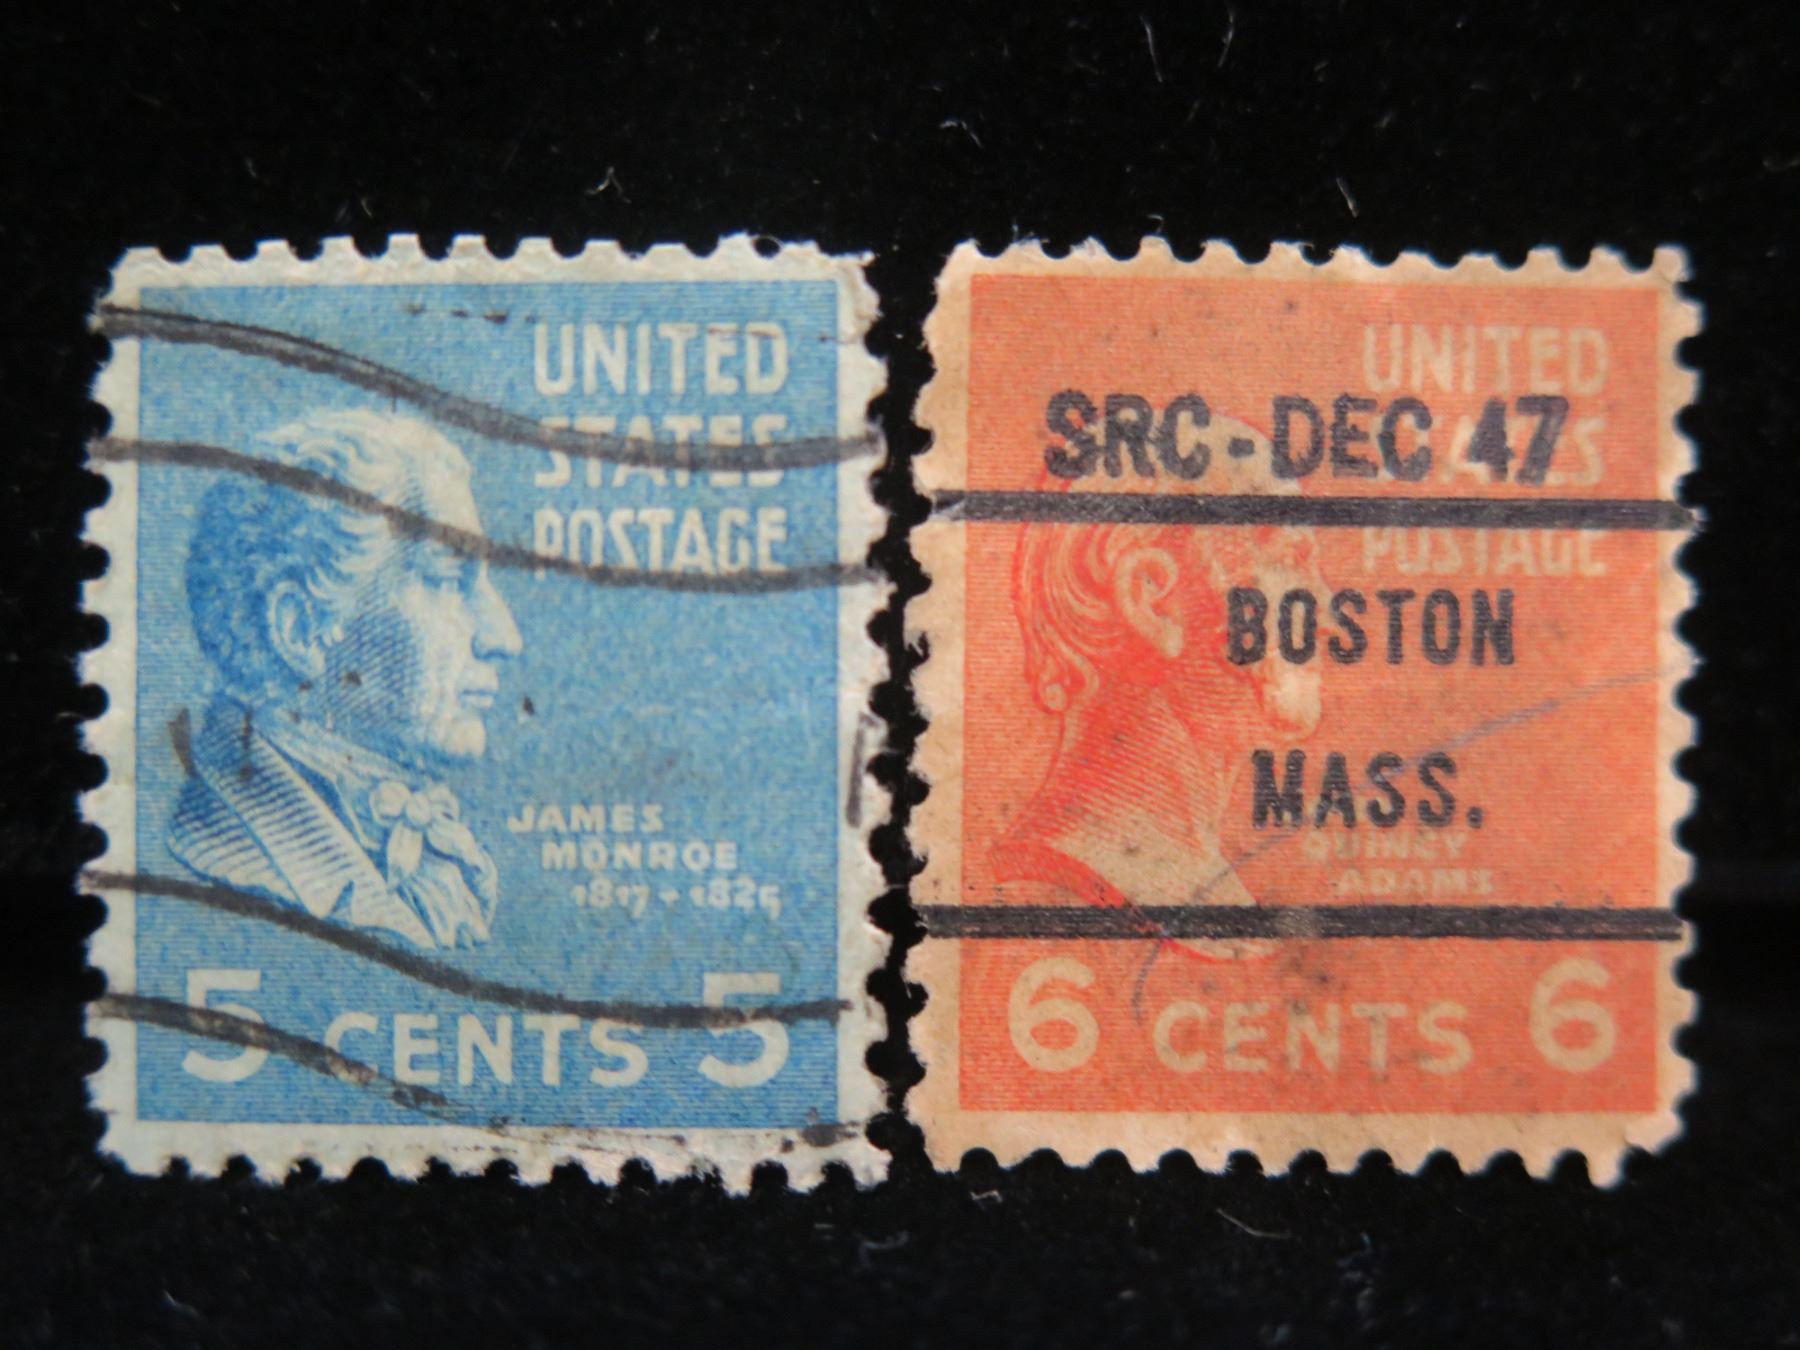 UNITED
STATES
POSTAGE
JAMES
MONROE
1817 - 1825
5 CENTS 5
UNITED
SRC - DEC 47
POSTAGE
BOSTON
MASS.
QUINCY
ADAMS
6 CENTS 6